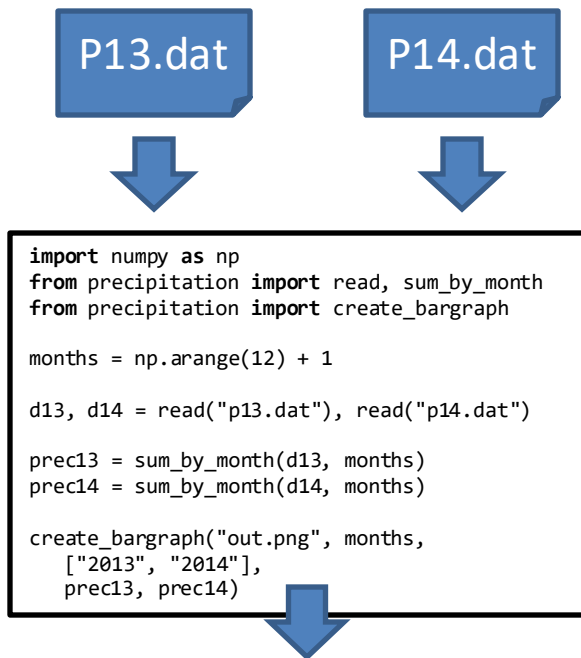 P13.dat
P14.dat
import numpy as np
from precipitation import read, sum_by_month
from precipitation import create_bargraph
months = np.arange(12) + 1
d13, d14 = read("p13.dat"), read("p14.dat")
prec13 = sum_by_month(d13, months)
prec14 = sum_by_month(d14, months)
create_bargraph("out.png", months,
["2013", "2014"],
prec13, prec14)